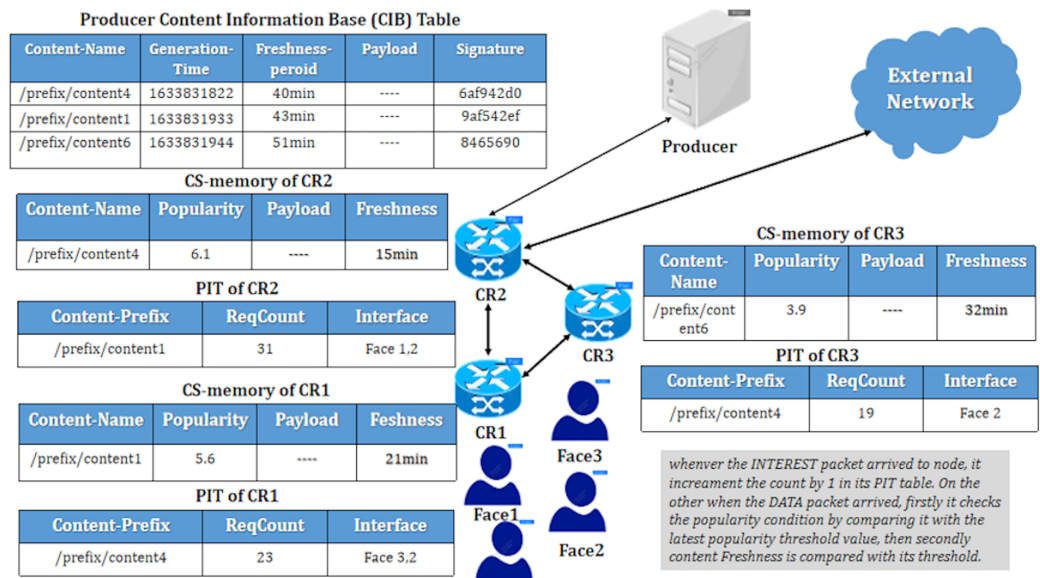 Producer Content Information Base (CIB) Table
Content-Name Generation-Time Freshness-peroid Payload Signature
/prefix/content4 1633831822 40min ---- 6af942d0
/prefix/content1 1633831933 43min ---- 9af542ef
/prefix/content6 1633831944 51min ---- 8465690
Producer
External
Network
CS-memory of CR2
Content-Name Popularity Payload Freshness
/prefix/content4 6.1 ---- 15min
PIT of CR2
Content-Prefix ReqCount Interface
/prefix/content1 31 Face 1,2
CS-memory of CR1
Content-Name Popularity Payload Feshness
/prefix/content1 5.6 ---- 21min
PIT of CR1
Content-Prefix ReqCount Interface
/prefix/content4 23 Face 3,2
CR2
CR3
CR1
Face3
Face1
Face2
CS-memory of CR3
Content-Name Popularity Payload Freshness
/prefix/content6 3.9 ---- 32min
PIT of CR3
Content-Prefix ReqCount Interface
/prefix/content4 19 Face 2
whenver the INTEREST packet arrived to node, it
increament the count by 1 in its PIT table. On the
other when the DATA packet arrived, firstly it checks
the popularity condition by comparing it with the
latest popularity threshold value, then secondly
content Freshness is compared with its threshold.